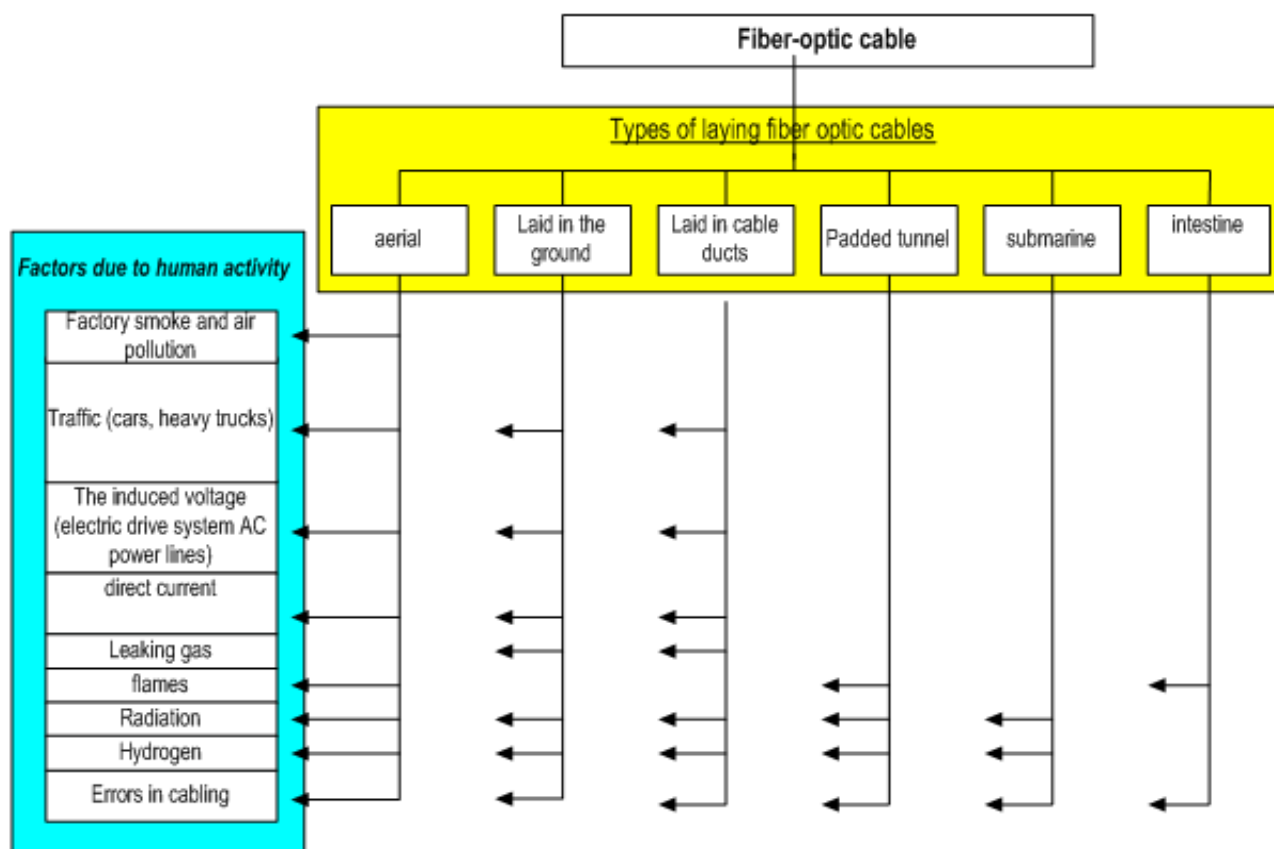 Fiber-optic cable
Types of laying fiber optic cables
aerial
Laid in the
ground
Laid in cable
ducts
Padded tunnel
submarine
intestine
Factors due to human activity
Factory smoke and air
pollution
Traffic (cars, heavy trucks)
The induced voltage
(electric drive system AC
power lines)
direct current
Leaking gas
flames
Radiation
Hydrogen
Errors in cabling